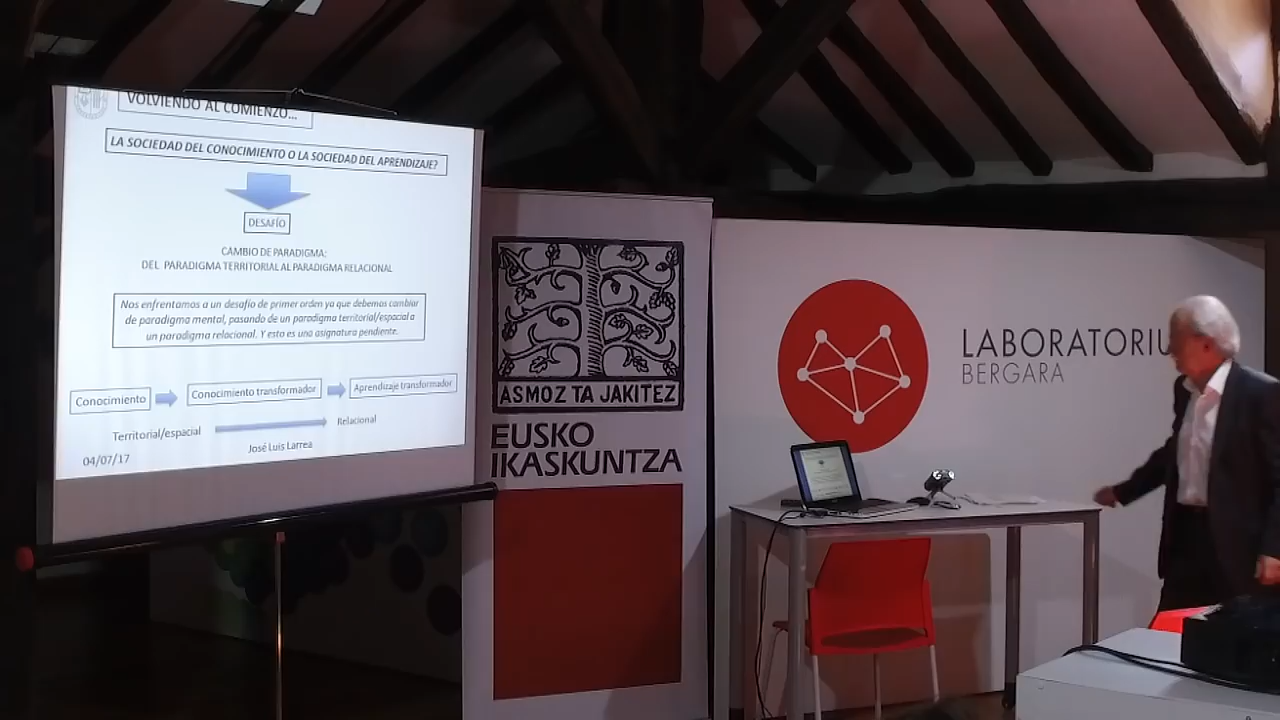 VOLVIENDO AL COMIENZO...
LA SOCIEDAD DEL CONOCIMIENTO O LA SOCIEDAD DEL APRENDIZAJE?
DESAFÍO
CAMBIO DE PARADIGMA:
DEL PARADIGMA TERRITORIAL AL PARADIGMA RELACIONAL
Nos enfrentamos a un desafío de primer orden ya que debemos cambiar
de paradigma mental, pasando de un paradigma territorial/espacial a
un paradigma relacional. Y esto es una asignatura pendiente.
Conocimiento
Conocimiento transformador
Aprendizaje transformador
Territorial/espacial
Relacional
04/07/17
José Luis Larrea
ASMOZ TA JAKITEZ
EUSKO
IKASKUNTZA
LABORATORIU
BERGARA